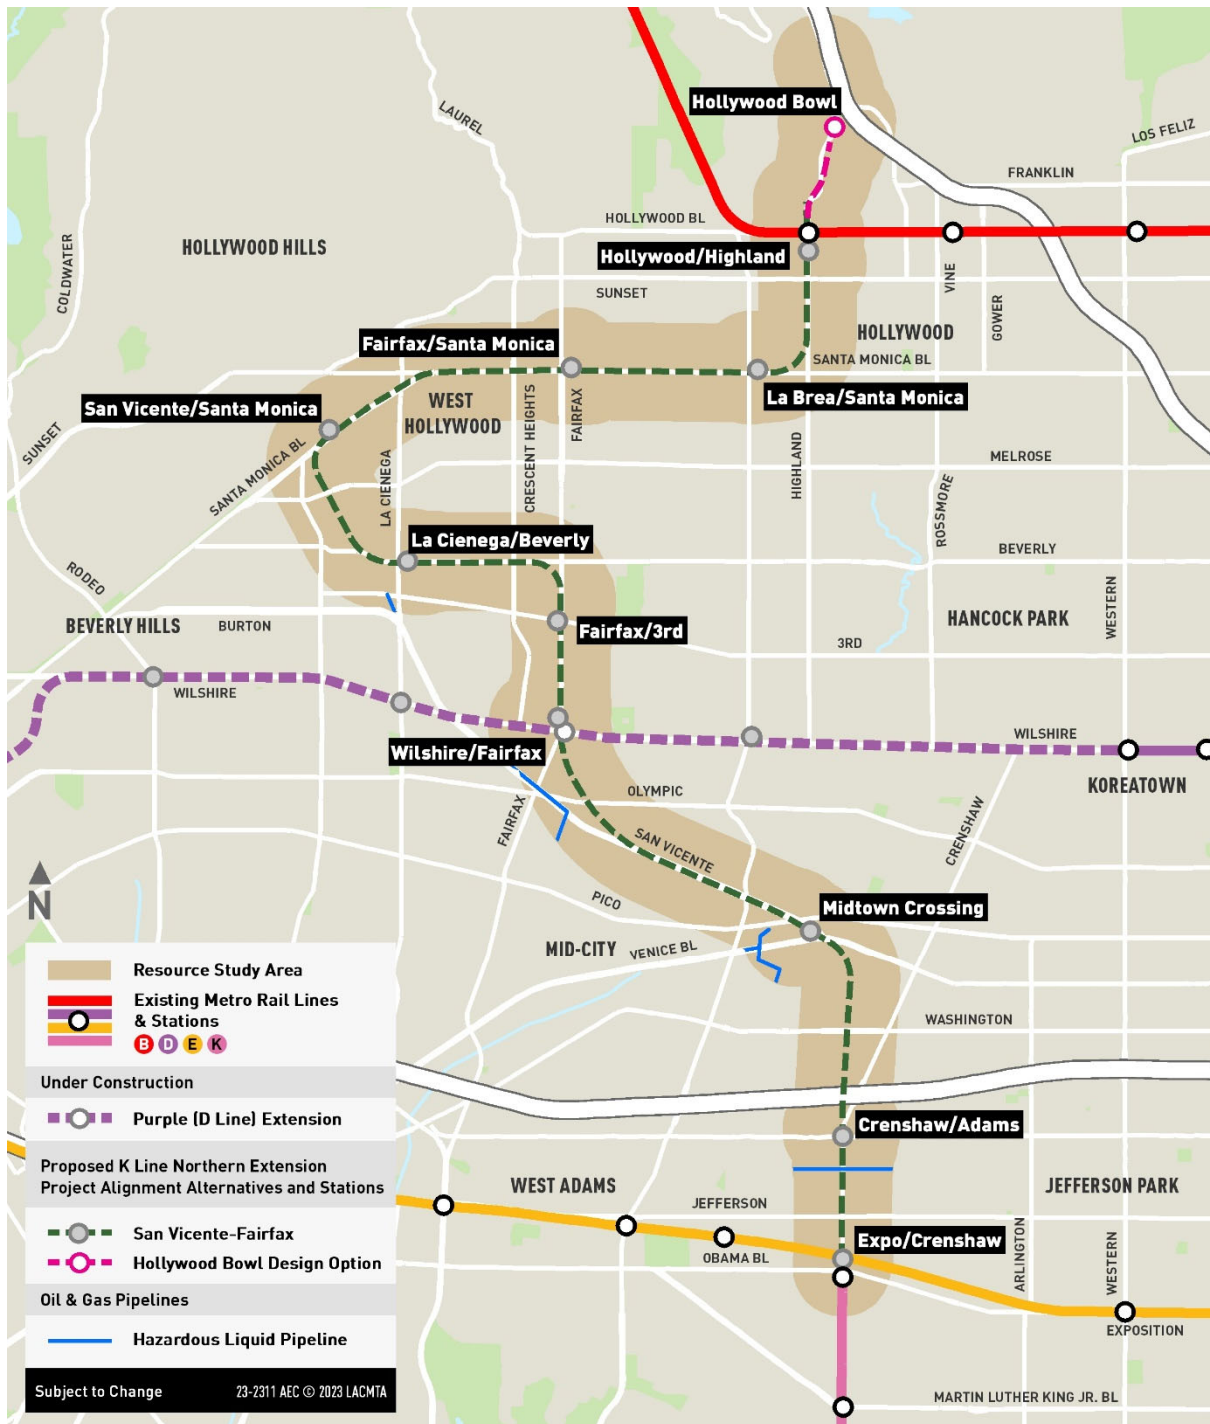 Hollywood Bowl
LAUREL
LOS FELIZ
FRANKLIN
HOLLYWOOD BL
HOLLYWOOD HILLS
Hollywood/Highland
COLDWATER
SUNSET
VINE
GOWER
HOLLYWOOD
Fairfax/Santa Monica
SANTA MONICA BL
La Brea/Santa Monica
San Vicente/Santa Monica
WEST
HOLLYWOOD
CRESCENT HEIGHTS
FAIRFAX
SUNSET
SANTA MONICA BL
LA CIENEGA
HIGHLAND
MELROSE
ROSSMORE
La Cienega/Beverly
BEVERLY
RODEO
WESTERN
BEVERLY HILLS
BURTON
Fairfax/3rd
HANCOCK PARK
3RD
WILSHIRE
WILSHIRE
Wilshire/Fairfax
KOREATOWN
OLYMPIC
FAIRFAX
SAN VICENTE
CRENSHAW
N
PICO
Midtown Crossing
MID-CITY
VENICE BL
WASHINGTON
Crenshaw/Adams
WEST ADAMS
JEFFERSON
JEFFERSON PARK
Expo/Crenshaw
OBAMA BL
ARLINGTON
WESTERN
EXPOSITION
MARTIN LUTHER KING JR. BL
Resource Study Area
Existing Metro Rail Lines
& Stations
B D E K
Under Construction
Purple (D Line) Extension
Proposed K Line Northern Extension
Project Alignment Alternatives and Stations
San Vicente-Fairfax
Hollywood Bowl Design Option
Oil & Gas Pipelines
Hazardous Liquid Pipeline
Subject to Change 23-2311 AEC © 2023 LACMTA